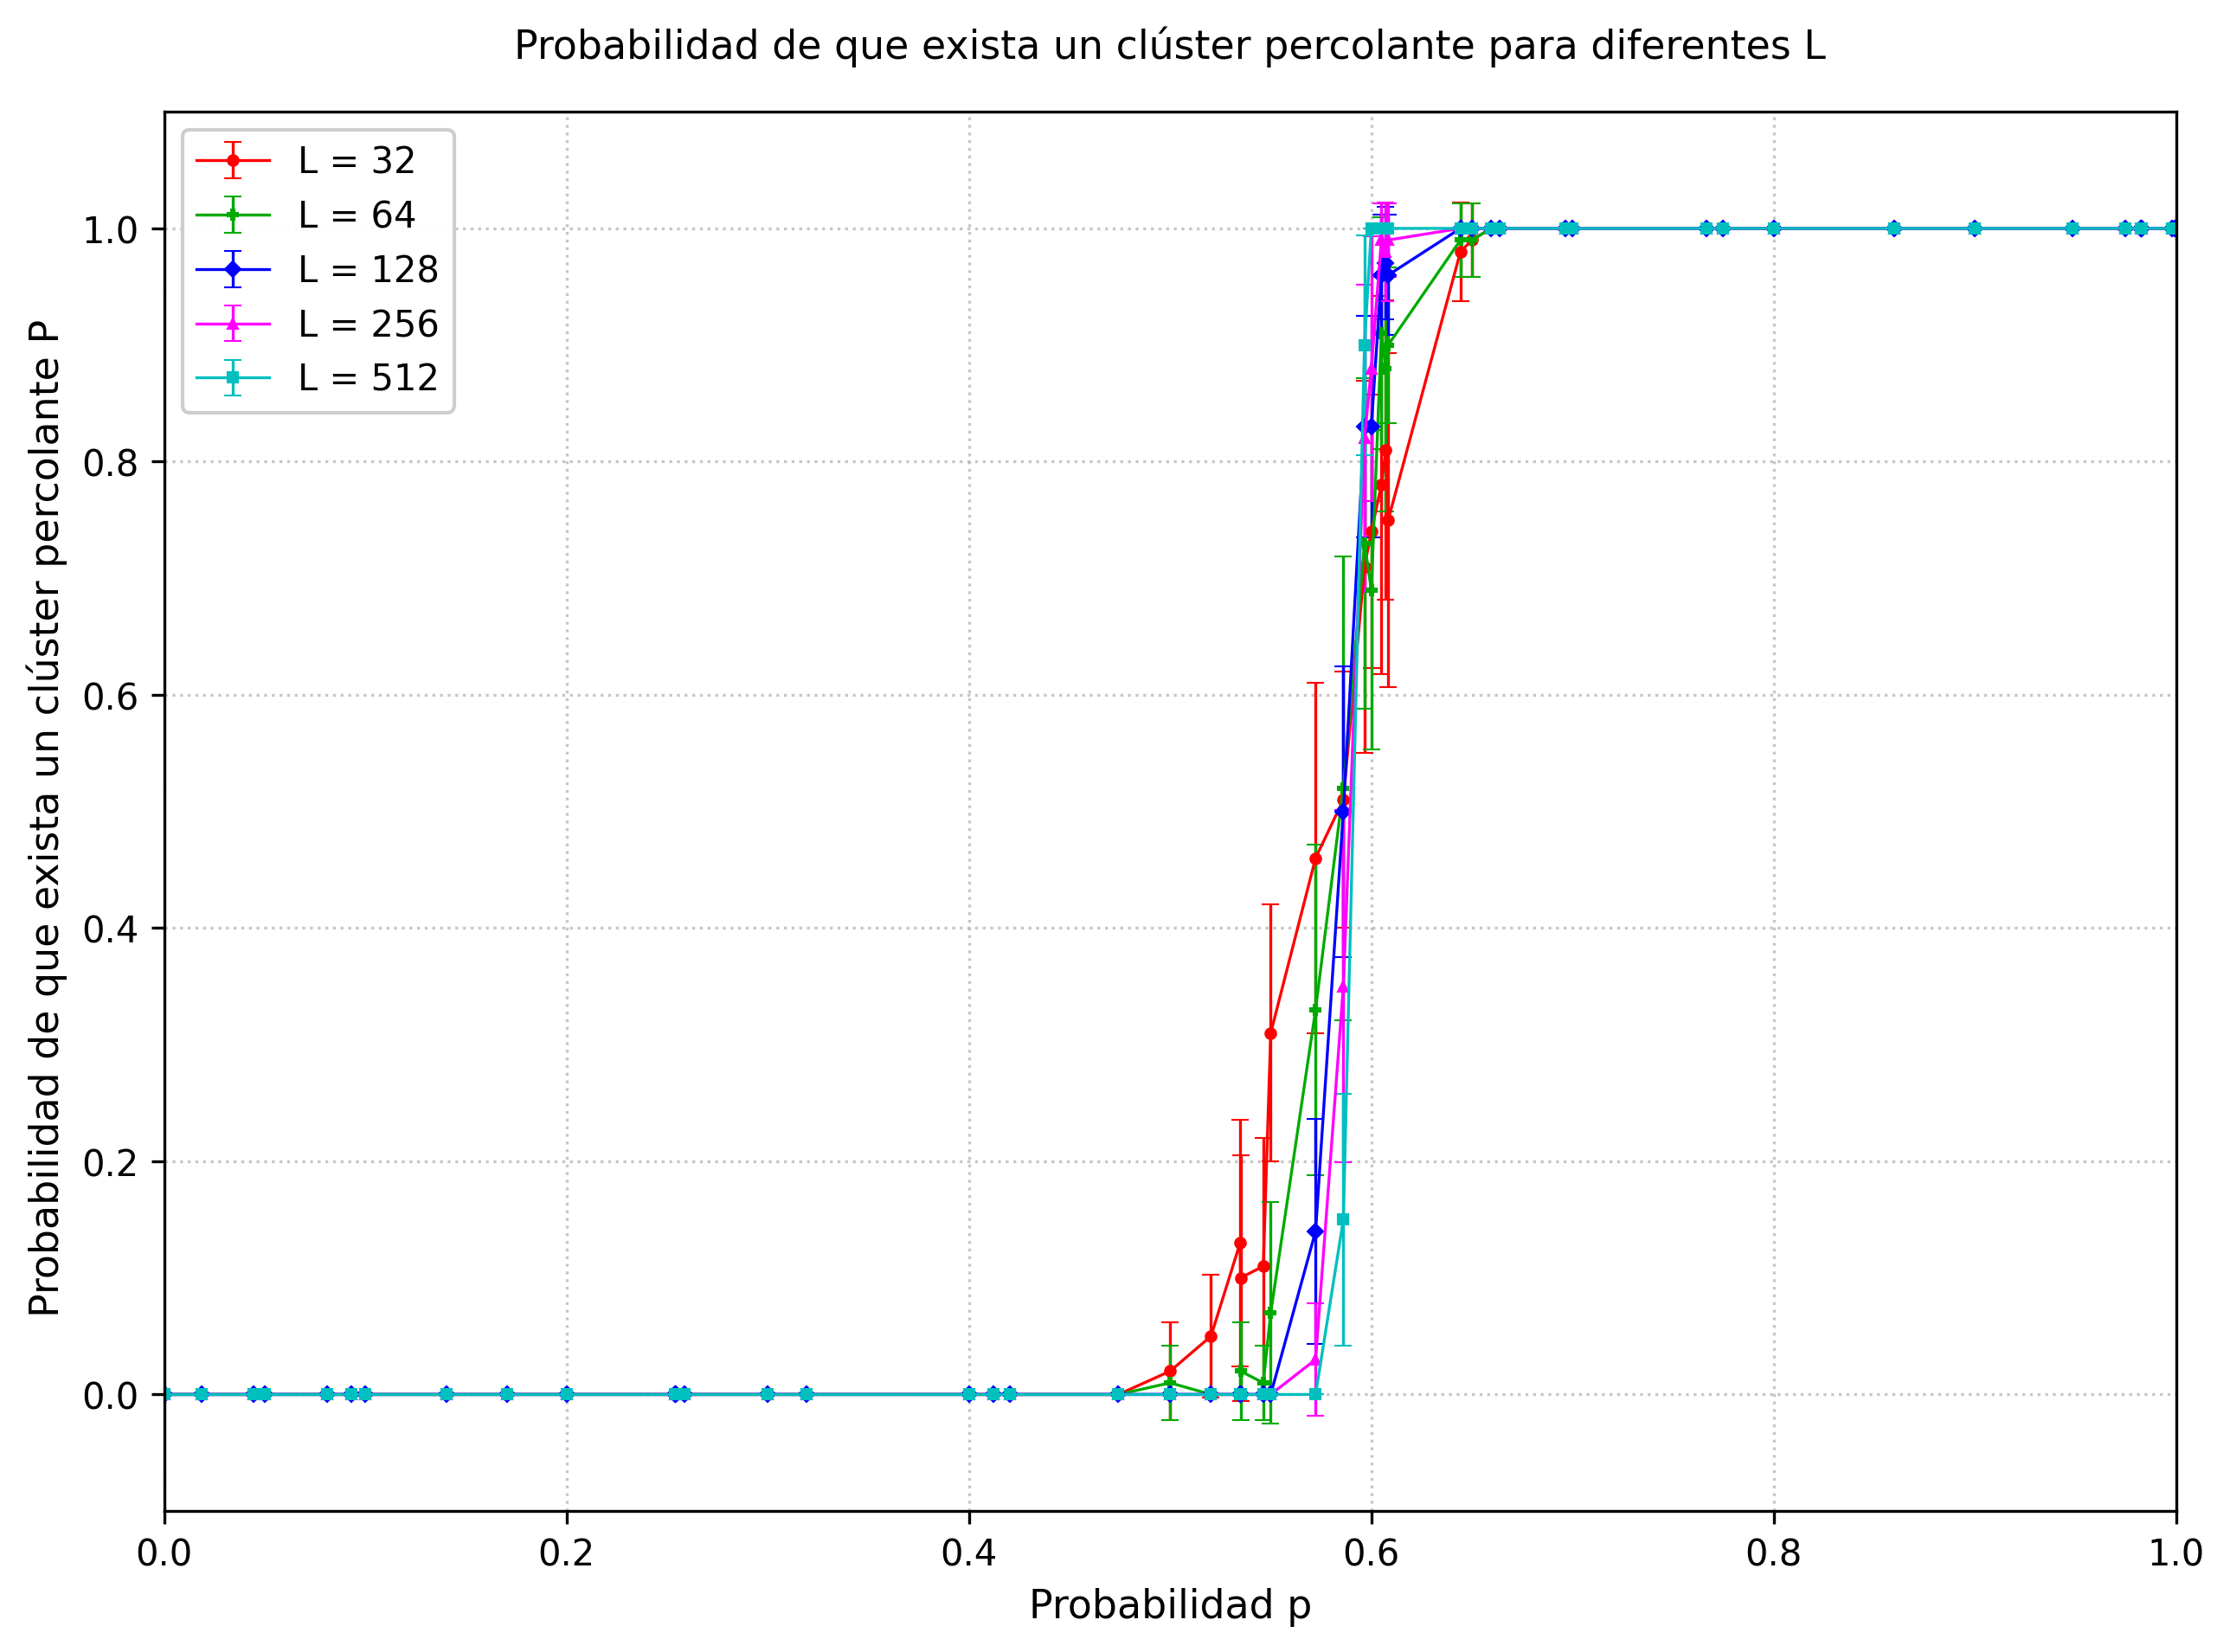 Probabilidad de que exista un clúster percolante para diferentes L
L = 32
L = 64
L = 128
L = 256
L = 512
Probabilidad de que exista un clúster percolante P
1.0
0.8
0.6
0.4
0.2
0.0
0.0 0.2 0.4 0.6 0.8 1.0
Probabilidad p